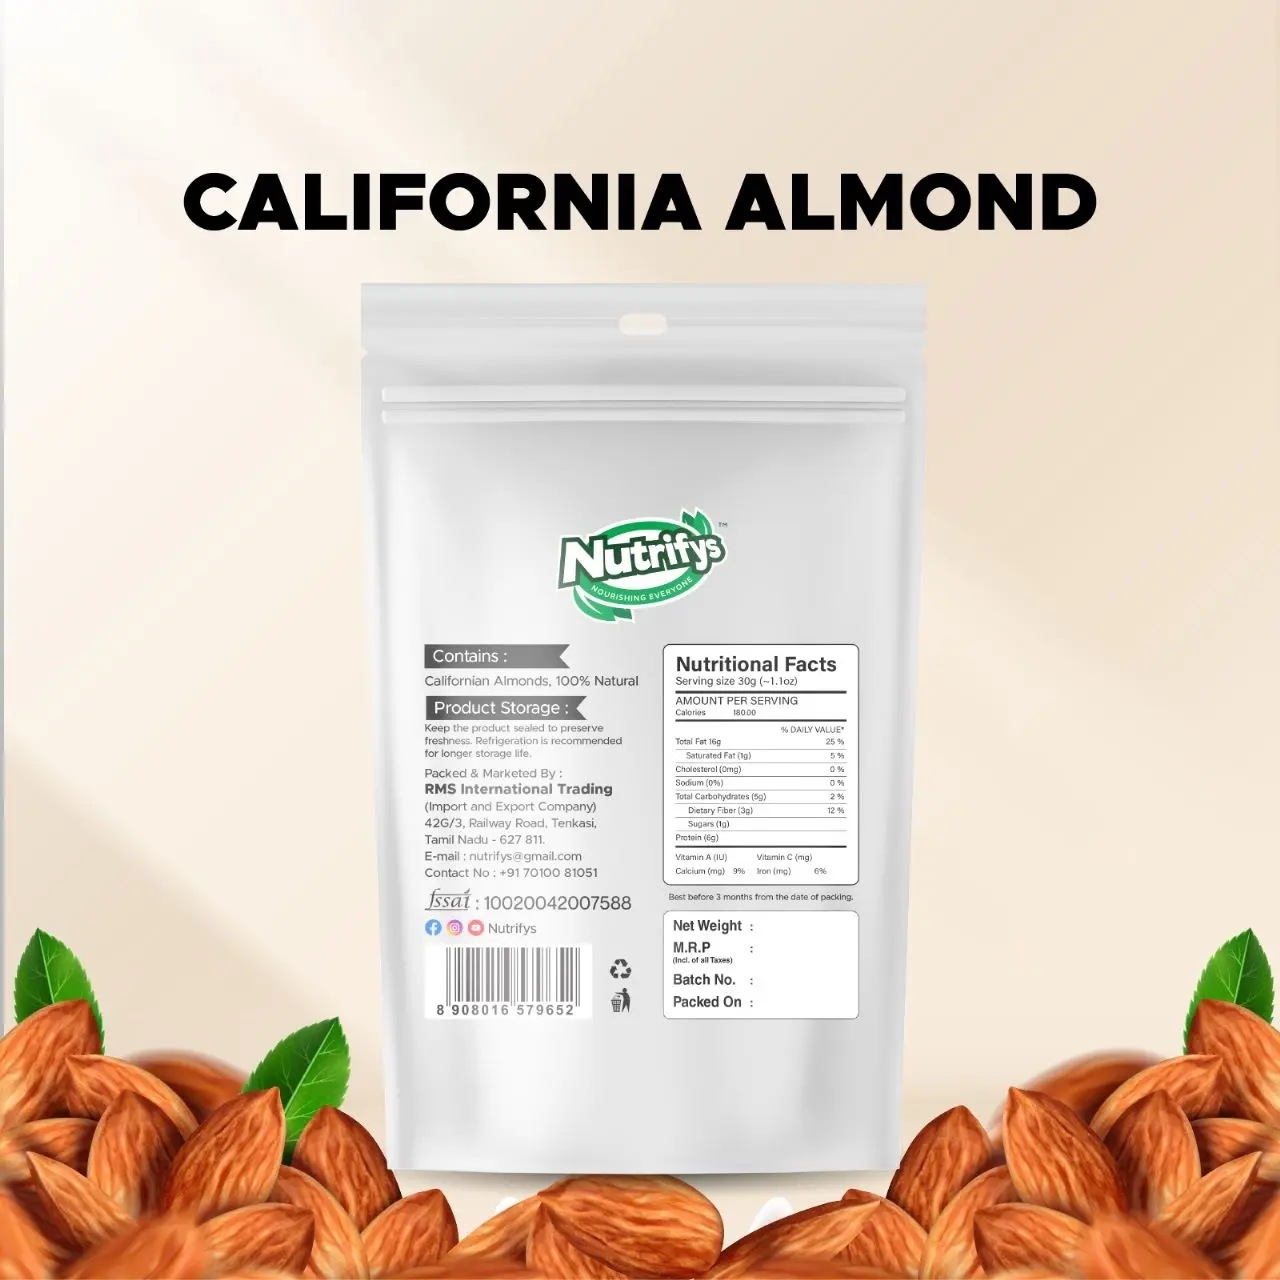 CALIFORNIA ALMOND
Nutrifys
TM
NOURISHING EVERYONE
Contains :
Californian Almonds, 100% Natural
Product Storage :
Keep the product sealed to preserve
freshness. Refrigeration is recommended
for longer storage life.
Packed & Marketed By :
RMS International Trading
(Import and Export Company)
42G/3, Railway Road, Tenkasi,
Tamil Nadu - 627 811.
E-mail : nutrifys@gmail.com
Contact No : +91 70100 81051
fssai : 10020042007588
Nutrifys
8 908016 579652
Nutritional Facts
Serving size 30g (~1.1oz)
AMOUNT PER SERVING
Calories 180.00
% DAILY VALUE*
Total Fat 16g 25 %
Saturated Fat (1g) 5 %
Cholesterol (0mg) 0 %
Sodium (0%) 0 %
Total Carbohydrates (5g) 2 %
Dietary Fiber (3g) 12 %
Sugars (1g)
Protein (6g)
Vitamin A (IU) Vitamin C (mg)
Calcium (mg) 9% Iron (mg) 6%
Best before 3 months from the date of packing.
Net Weight :
M.R.P :
(Incl. of all Taxes)
Batch No. :
Packed On :